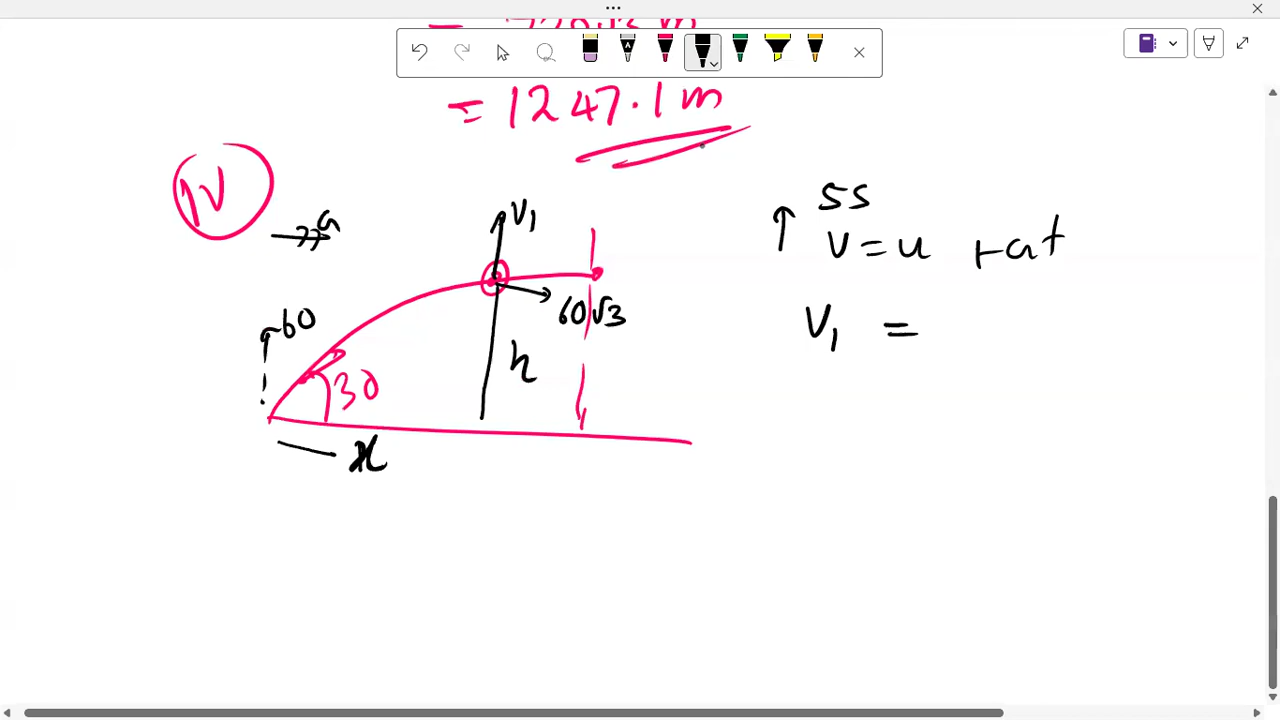 = 1247.1 m
IV
a
V1
5s
V = u + at
60
60√3
V1 =
h
30
x